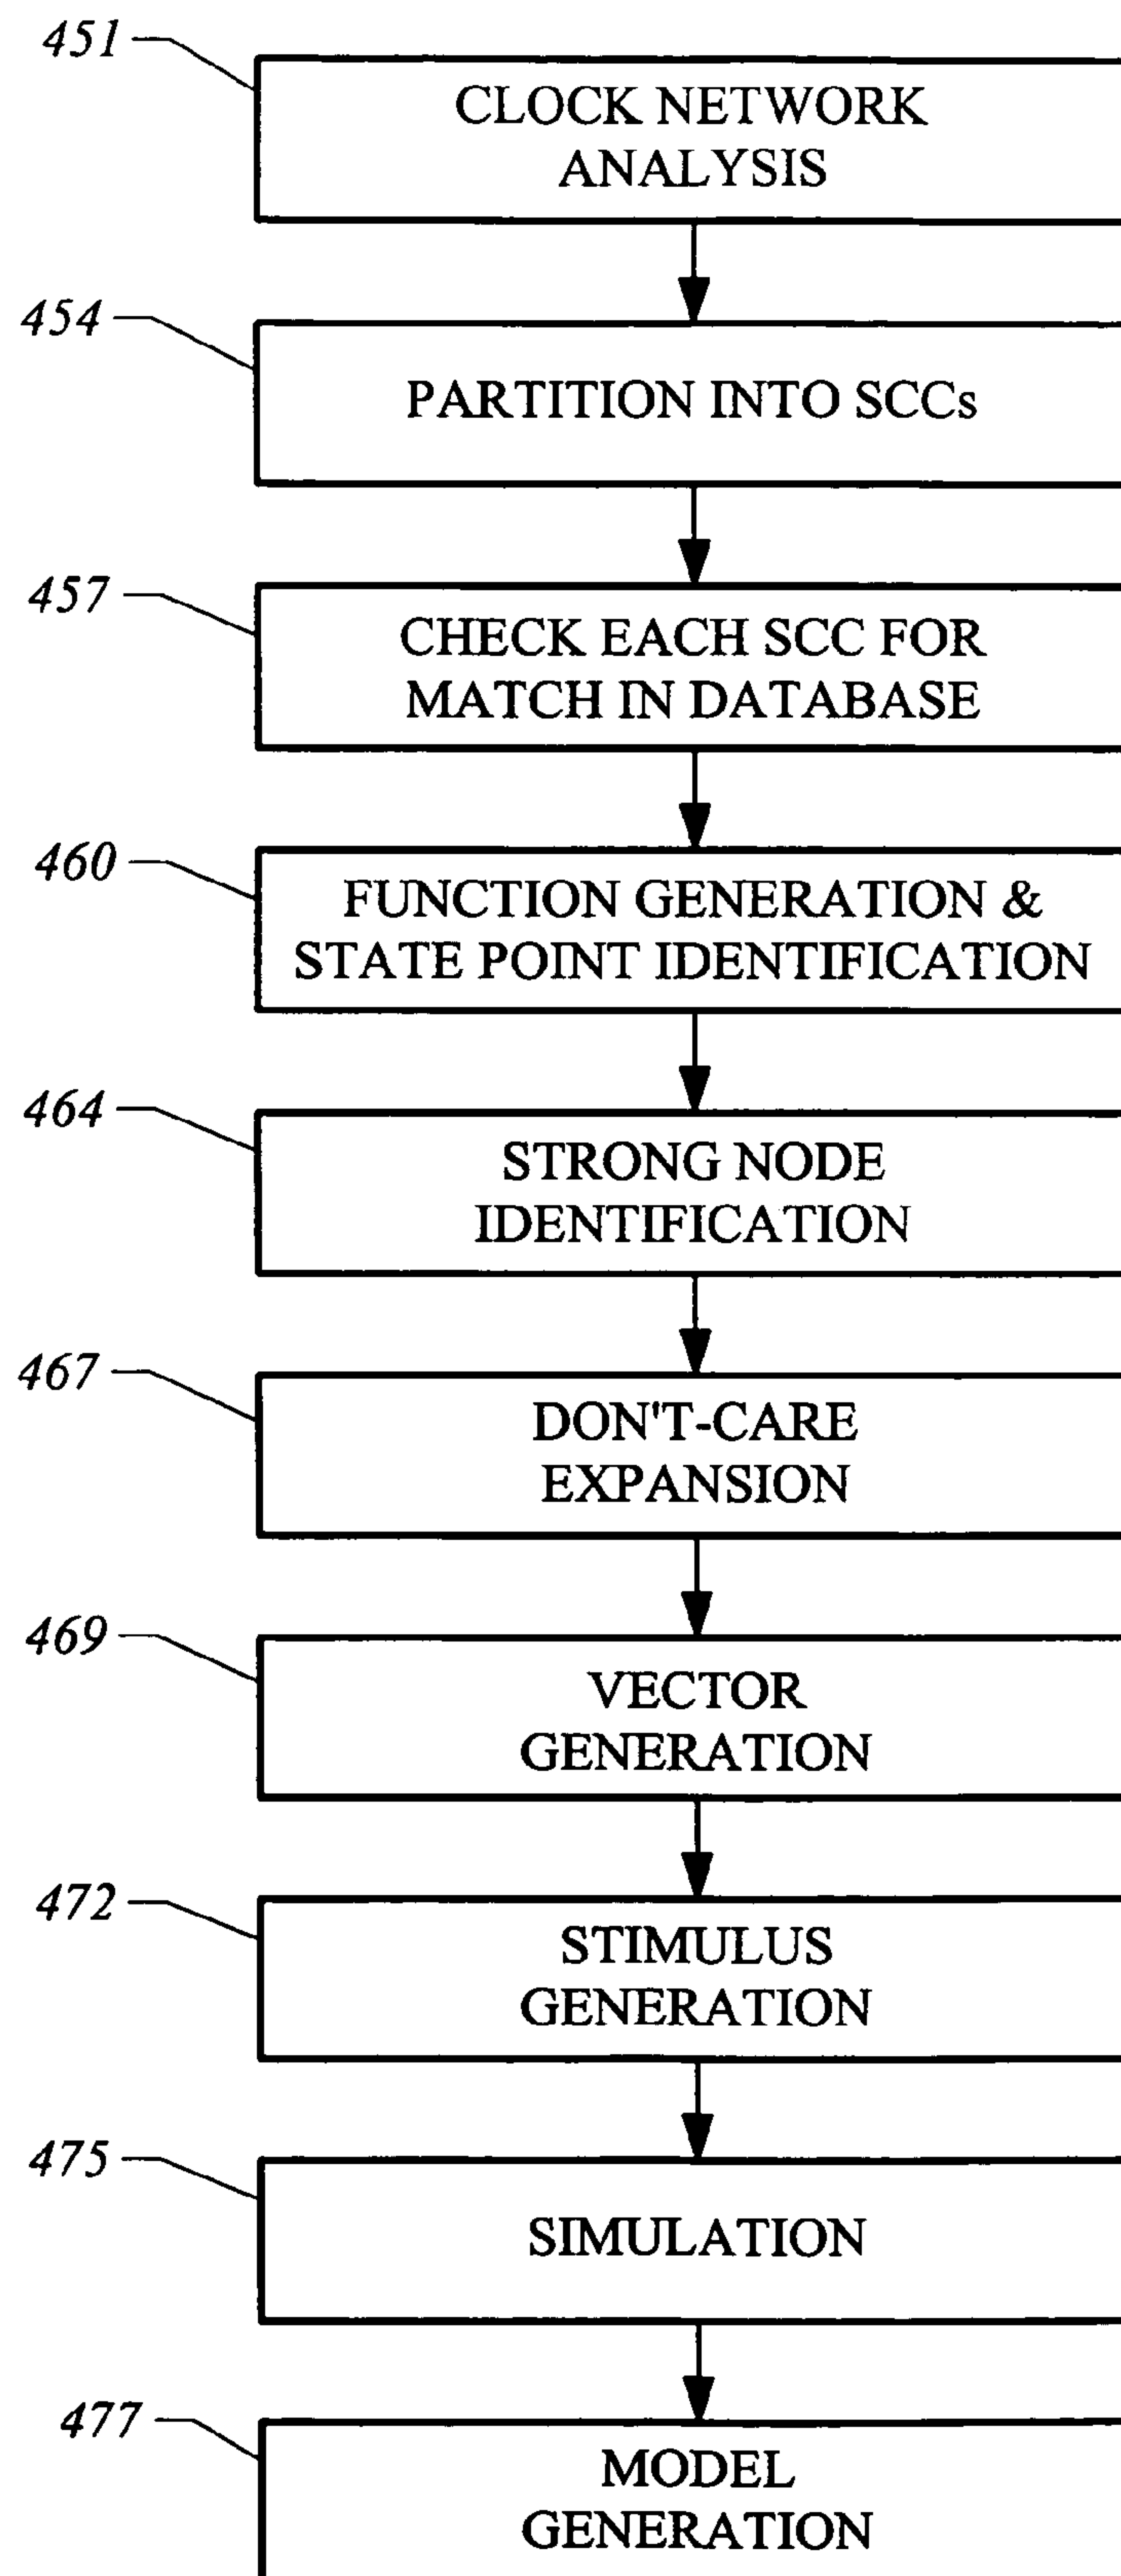 451
CLOCK NETWORK
ANALYSIS
454
PARTITION INTO SCCs
457
CHECK EACH SCC FOR
MATCH IN DATABASE
460
FUNCTION GENERATION &
STATE POINT IDENTIFICATION
464
STRONG NODE
IDENTIFICATION
467
DON'T-CARE
EXPANSION
469
VECTOR
GENERATION
472
STIMULUS
GENERATION
475
SIMULATION
477
MODEL
GENERATION